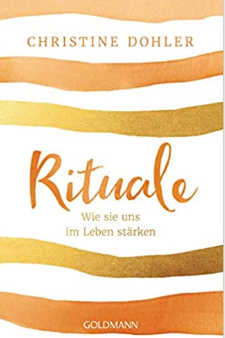 CHRISTINE DOHLER
Rituale
Wie sie uns
im Leben stärken
GOLDMANN